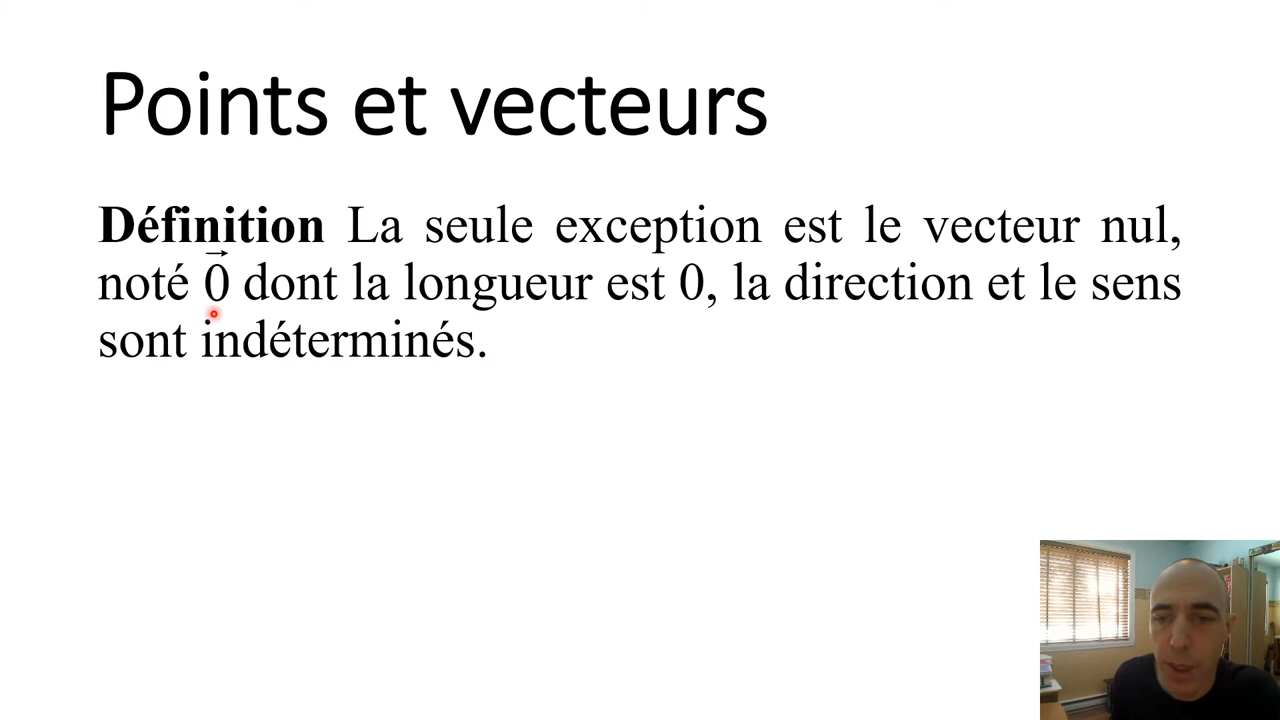 Points et vecteurs
Définition La seule exception est le vecteur nul,
noté $\vec{0}$ dont la longueur est 0, la direction et le sens
sont indéterminés.